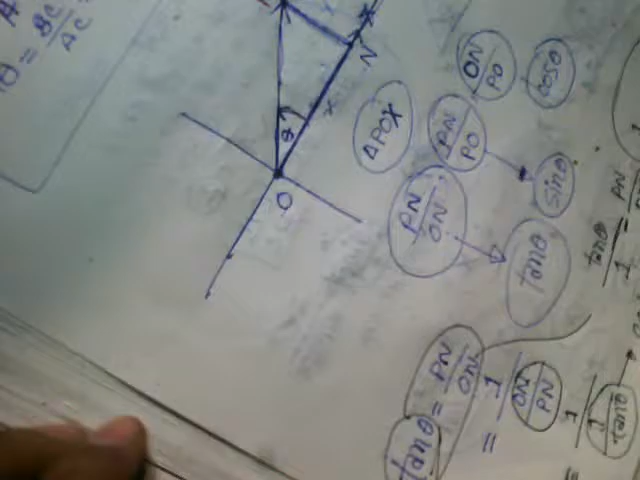 θ = BC/AC
x
N
x
θ
O
ΔPOX
ON/PO cosθ
PN/PO sinθ
PN/ON tanθ
tanθ = PN/ON
= 1/(ON/PN)
= 1/(1/tanθ)
tanθ/1 = PN